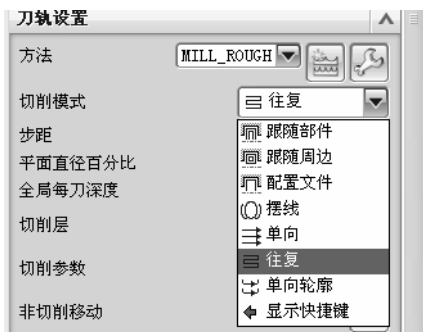 刀轨设置
方法 MILL_ROUGH
切削模式 往复
步距 跟随部件
平面直径百分比 跟随周边
全局每刀深度 配置文件
摆线
切削层 单向
切削参数 往复
单向轮廓
非切削移动 显示快捷键